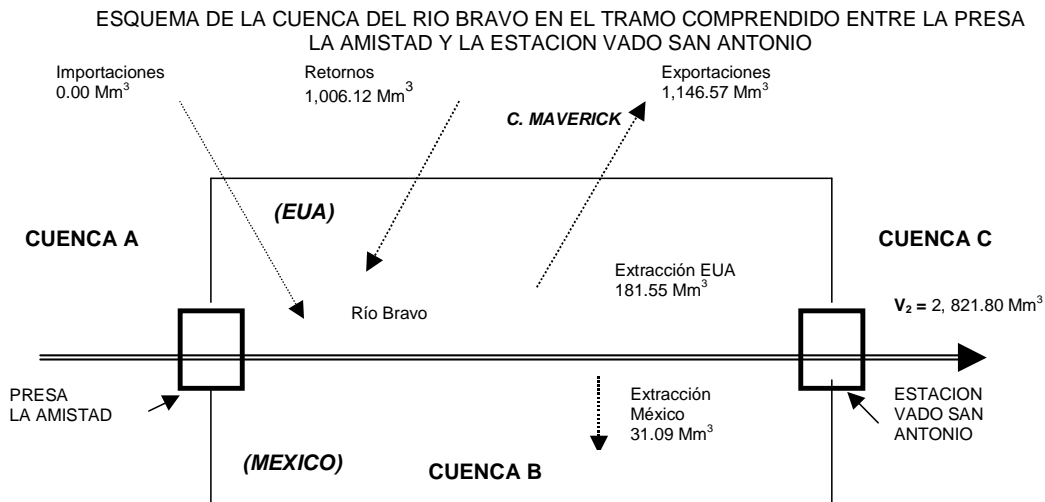 ESQUEMA DE LA CUENCA DEL RIO BRAVO EN EL TRAMO COMPRENDIDO ENTRE LA PRESA
LA AMISTAD Y LA ESTACION VADO SAN ANTONIO
Importaciones
0.00 Mm³
Retornos
1,006.12 Mm³
Exportaciones
1,146.57 Mm³
C. MAVERICK
(EUA)
CUENCA A
CUENCA C
Extracción EUA
181.55 Mm³
Río Bravo
V₂ = 2, 821.80 Mm³
PRESA
LA AMISTAD
Extracción
México
31.09 Mm³
ESTACION
VADO SAN
ANTONIO
(MEXICO)
CUENCA B